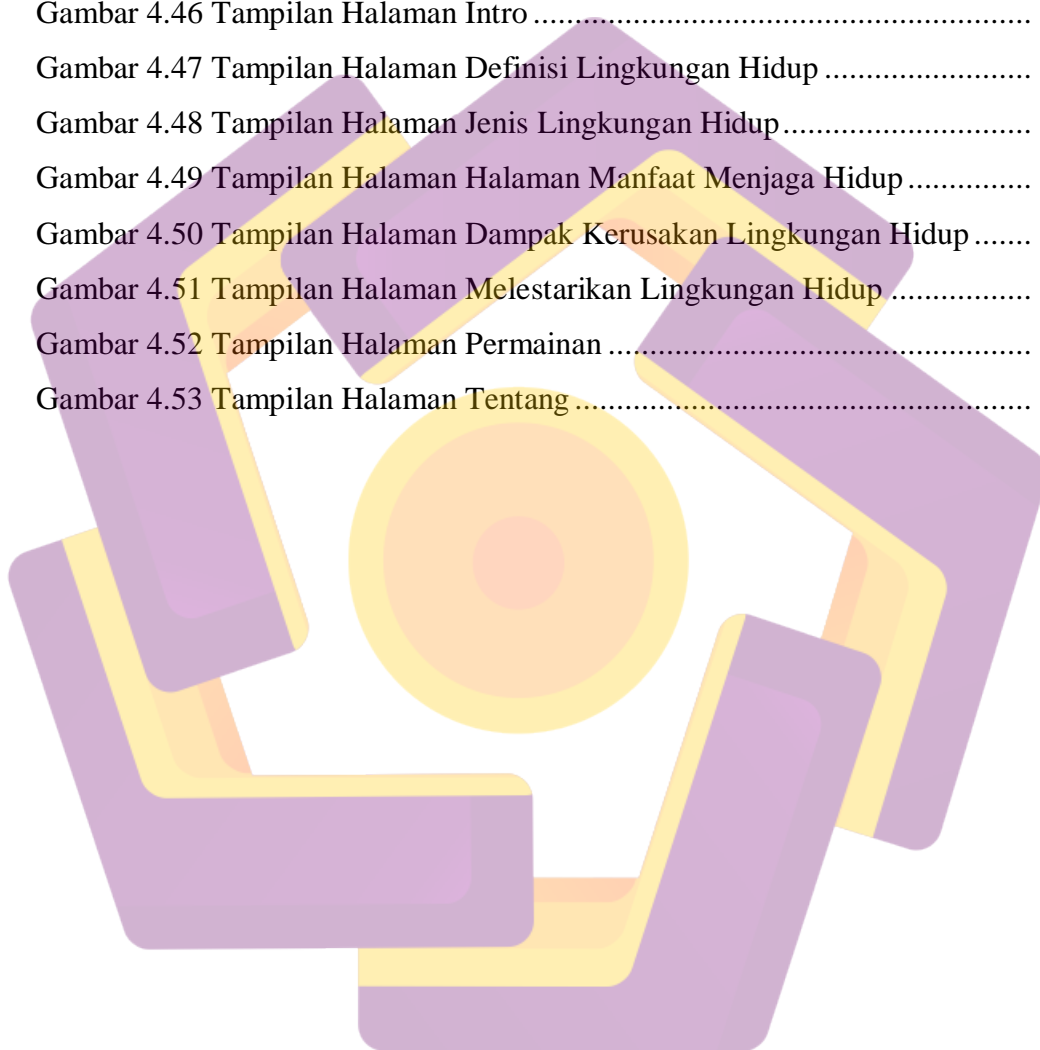 Gambar 4.46 Tampilan Halaman Intro ..............................................................
Gambar 4.47 Tampilan Halaman Definisi Lingkungan Hidup .........................
Gambar 4.48 Tampilan Halaman Jenis Lingkungan Hidup ..............................
Gambar 4.49 Tampilan Halaman Halaman Manfaat Menjaga Hidup ...............
Gambar 4.50 Tampilan Halaman Dampak Kerusakan Lingkungan Hidup .......
Gambar 4.51 Tampilan Halaman Melestarikan Lingkungan Hidup .................
Gambar 4.52 Tampilan Halaman Permainan ....................................................
Gambar 4.53 Tampilan Halaman Tentang ........................................................